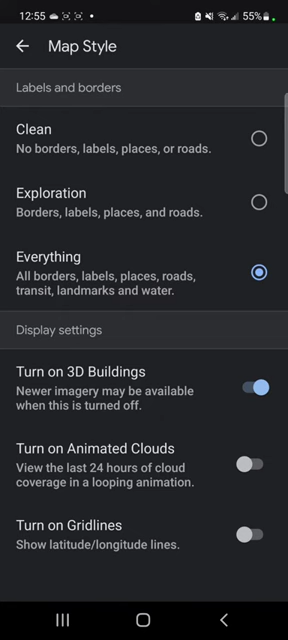 12:55 55%
Map Style
Labels and borders
Clean
No borders, labels, places, or roads.
Exploration
Borders, labels, places, and roads.
Everything
All borders, labels, places, roads,
transit, landmarks and water.
Display settings
Turn on 3D Buildings
Newer imagery may be available
when this is turned off.
Turn on Animated Clouds
View the last 24 hours of cloud
coverage in a looping animation.
Turn on Gridlines
Show latitude/longitude lines.